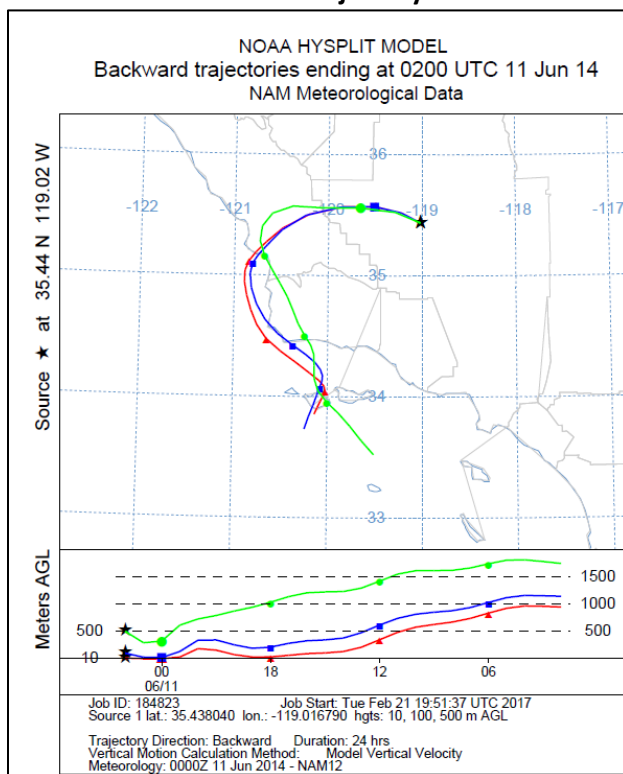 NOAA HYSPLIT MODEL
Backward trajectories ending at 0200 UTC 11 Jun 14
NAM Meteorological Data
Source ★ at 35.44 N 119.02 W
36
-122
-121
-120
-119
-118
-117
35
34
33
Meters AGL
1500
1000
500
500
10
00
18
12
06
06/11
Job ID: 184823 Job Start: Tue Feb 21 19:51:37 UTC 2017
Source 1 lat.: 35.438040 lon.: -119.016790 hgts: 10, 100, 500 m AGL
Trajectory Direction: Backward Duration: 24 hrs
Vertical Motion Calculation Method: Model Vertical Velocity
Meteorology: 0000Z 11 Jun 2014 - NAM12